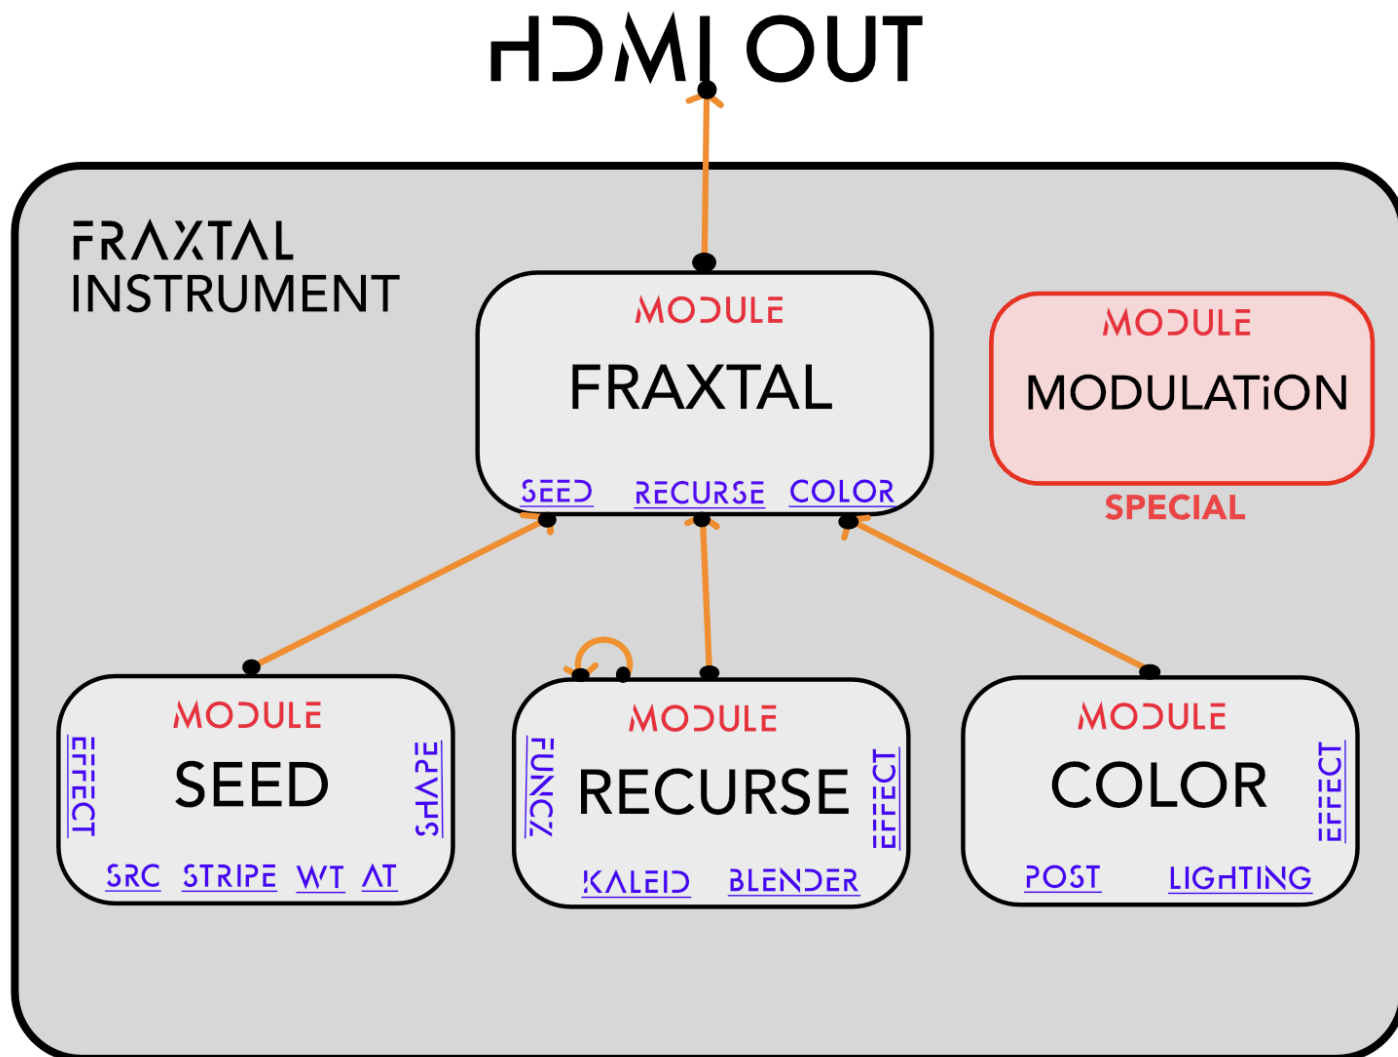 HDMI OUT
FRAXTAL
INSTRUMENT
MODULE
FRAXTAL
SEED RECURSE COLOR
MODULE
MODULATiON
SPECIAL
MODULE
SEED
EFFECT
SHAPE
SRC STRIPE WT AT
MODULE
RECURSE
FUNCZ
EFFECT
KALEID BLENDER
MODULE
COLOR
EFFECT
POST LIGHTING